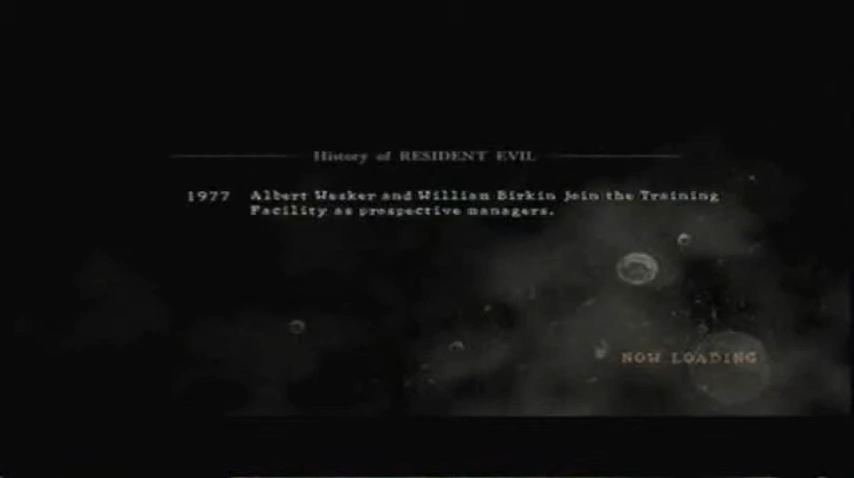 History of RESIDENT EVIL
1977 Albert Wesker and William Birkin join the Training
Facility as prospective managers.
NOW LOADING